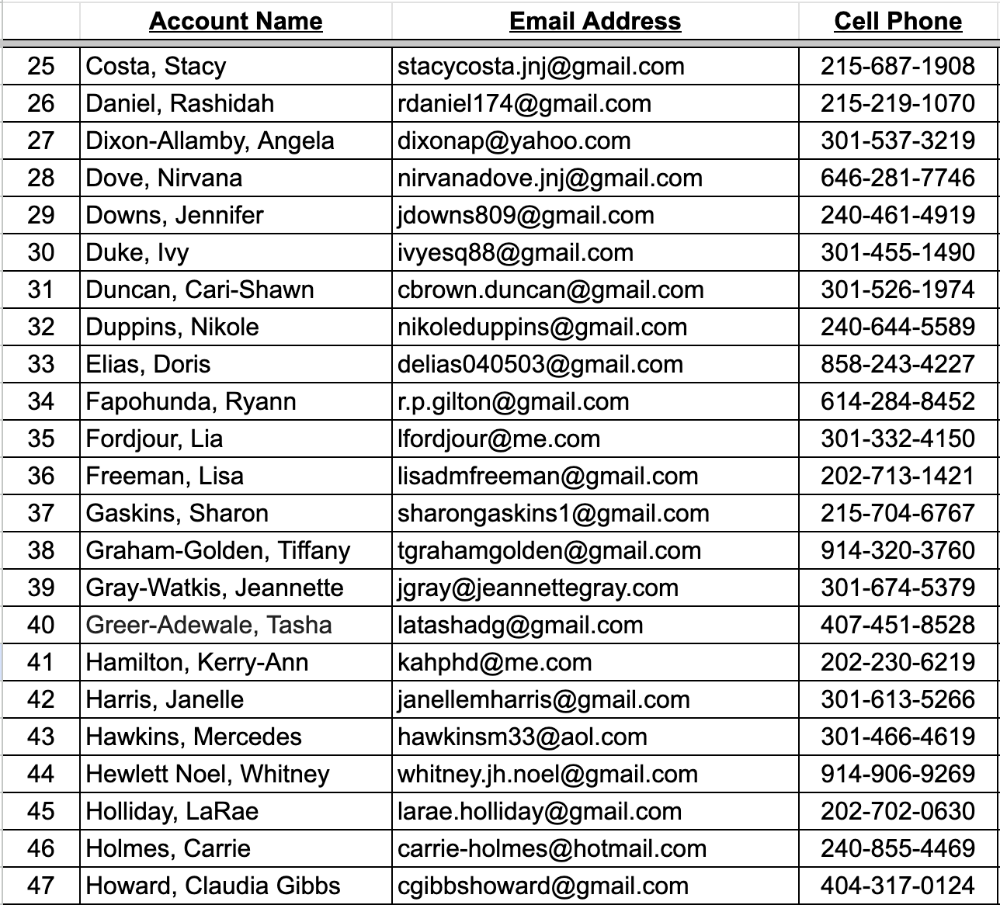 Account Name Email Address Cell Phone
25 Costa, Stacy stacycosta.jnj@gmail.com 215-687-1908
26 Daniel, Rashidah rdaniel174@gmail.com 215-219-1070
27 Dixon-Allamby, Angela dixonap@yahoo.com 301-537-3219
28 Dove, Nirvana nirvanadove.jnj@gmail.com 646-281-7746
29 Downs, Jennifer jdowns809@gmail.com 240-461-4919
30 Duke, Ivy ivyesq88@gmail.com 301-455-1490
31 Duncan, Cari-Shawn cbrown.duncan@gmail.com 301-526-1974
32 Duppins, Nikole nikoleduppins@gmail.com 240-644-5589
33 Elias, Doris delias040503@gmail.com 858-243-4227
34 Fapohunda, Ryann r.p.gilton@gmail.com 614-284-8452
35 Fordjour, Lia lfordjour@me.com 301-332-4150
36 Freeman, Lisa lisadmfreeman@gmail.com 202-713-1421
37 Gaskins, Sharon sharongaskins1@gmail.com 215-704-6767
38 Graham-Golden, Tiffany tgrahamgolden@gmail.com 914-320-3760
39 Gray-Watkis, Jeannette jgray@jeannettegray.com 301-674-5379
40 Greer-Adewale, Tasha latashadg@gmail.com 407-451-8528
41 Hamilton, Kerry-Ann kahphd@me.com 202-230-6219
42 Harris, Janelle janellemharris@gmail.com 301-613-5266
43 Hawkins, Mercedes hawkinsm33@aol.com 301-466-4619
44 Hewlett Noel, Whitney whitney.jh.noel@gmail.com 914-906-9269
45 Holliday, LaRae larae.holliday@gmail.com 202-702-0630
46 Holmes, Carrie carrie-holmes@hotmail.com 240-855-4469
47 Howard, Claudia Gibbs cgibbshoward@gmail.com 404-317-0124